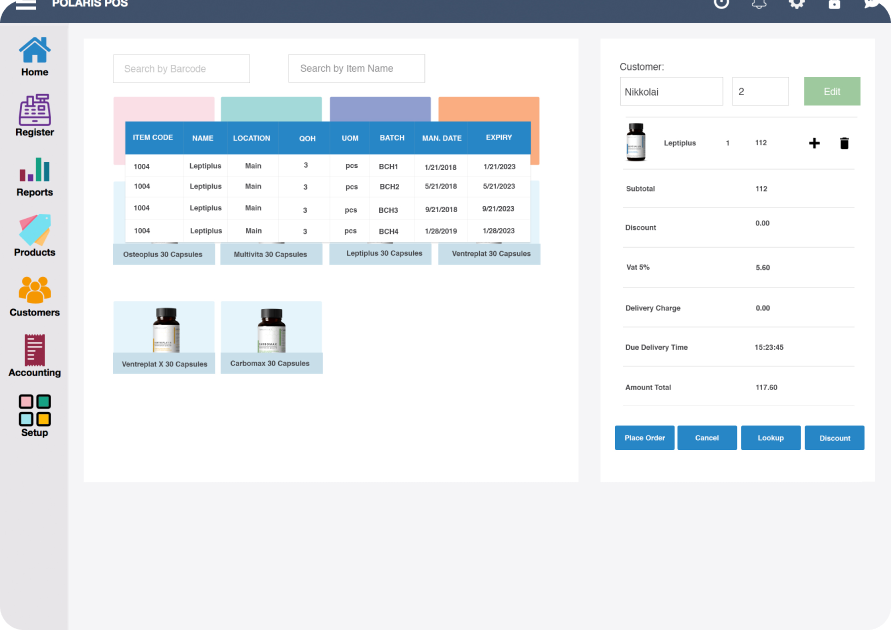 POLARIS POS
Home
Register
Reports
Products
Customers
Accounting
Setup
Search by Barcode
Search by Item Name
ITEM CODE NAME LOCATION QOH UOM BATCH MAN. DATE EXPIRY
1004 Leptiplus Main 3 pcs BCH1 1/21/2018 1/21/2023
1004 Leptiplus Main 3 pcs BCH2 5/21/2018 5/21/2023
1004 Leptiplus Main 3 pcs BCH3 9/21/2018 9/21/2023
1004 Leptiplus Main 3 pcs BCH4 1/28/2019 1/28/2023
Osteoplus 30 Capsules Multivita 30 Capsules Leptiplus 30 Capsules Ventreplat 30 Capsules
Ventreplat X 30 Capsules Carbomax 30 Capsules
Customer:
Nikkolai 2 Edit
Leptiplus 1 112
Subtotal 112
Discount 0.00
Vat 5% 5.60
Delivery Charge 0.00
Due Delivery Time 15:23:45
Amount Total 117.60
Place Order Cancel Lookup Discount